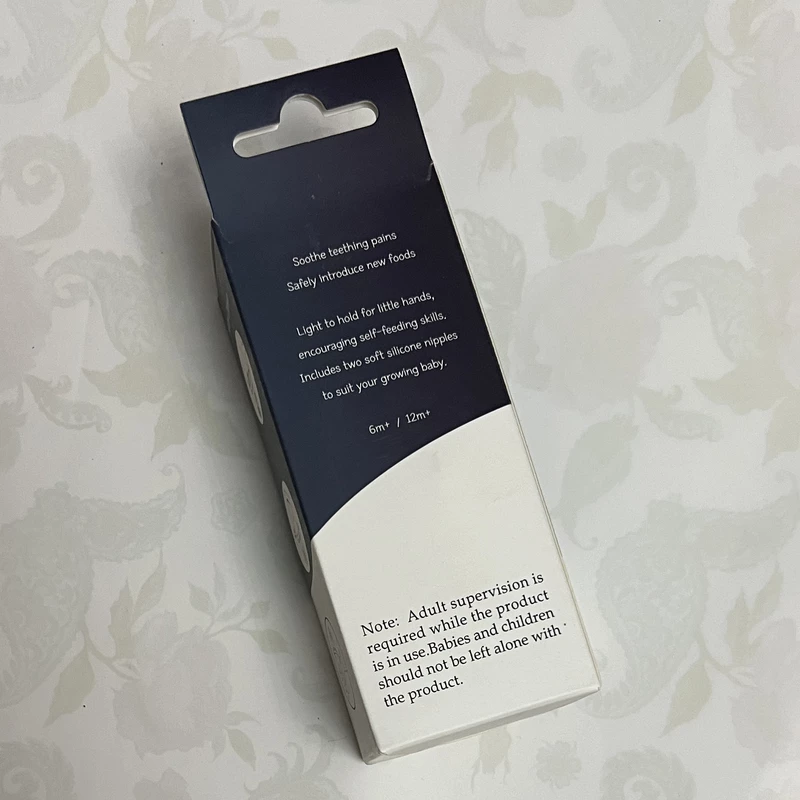 Soothe teething pains
Safely introduce new foods
Light to hold for little hands,
encouraging self-feeding skills.
Includes two soft silicone nipples
to suit your growing baby.
6m+ / 12m+
Note: Adult supervision is
required while the product
is in use.Babies and children
should not be left alone with
the product.